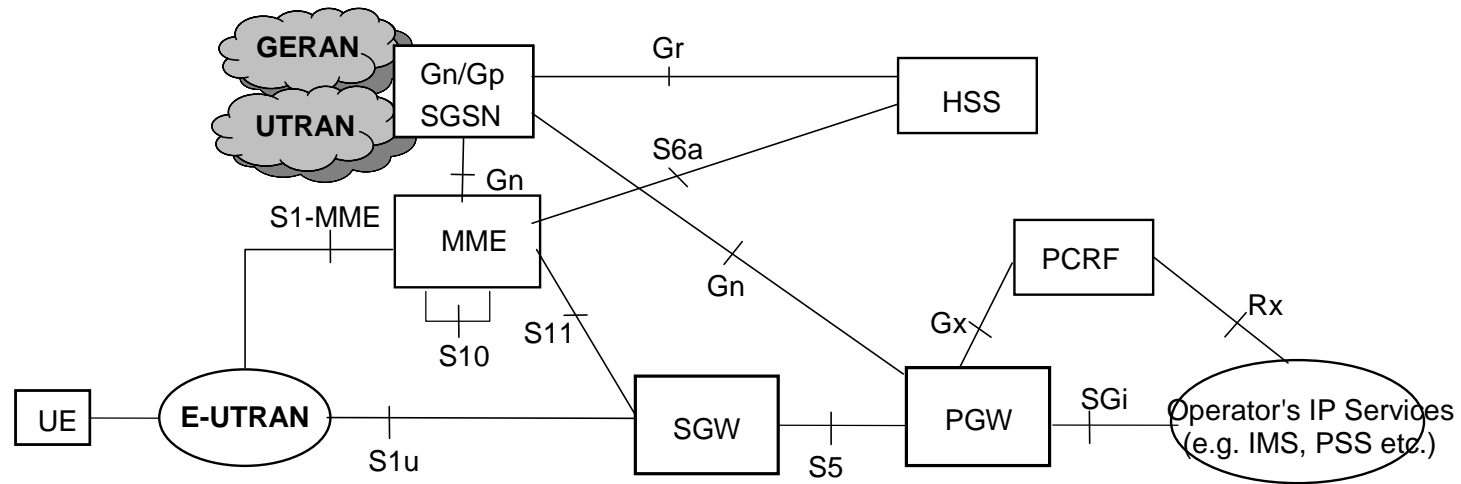 GERAN
UTRAN
Gn/Gp
SGSN
Gr
HSS
S6a
Gn
S1-MME
MME
Gn
PCRF
Gx
Rx
S10
S11
UE
E-UTRAN
S1u
SGW
S5
PGW
SGi
Operator's IP Services
(e.g. IMS, PSS etc.)